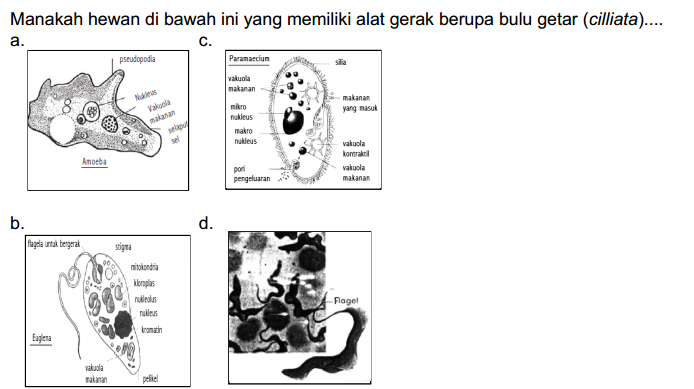 Manakah hewan di bawah ini yang memiliki alat gerak berupa bulu getar (cilliata)....
a.
pseudopodia
Nukleus
Vakuola
makanan
selaput
sel
Amoeba
c.
Paramaecium
silia
vakuola
makanan
makanan
yang masuk
mikro
nukleus
makro
nukleus
vakuola
kontraktil
pori
pengeluaran
vakuola
makanan
b.
flagela untuk bergerak
stigma
mitokondria
kloroplas
nukleolus
nukleus
kromatin
Euglena
vakuola
makanan
pelikel
d.
Flagel